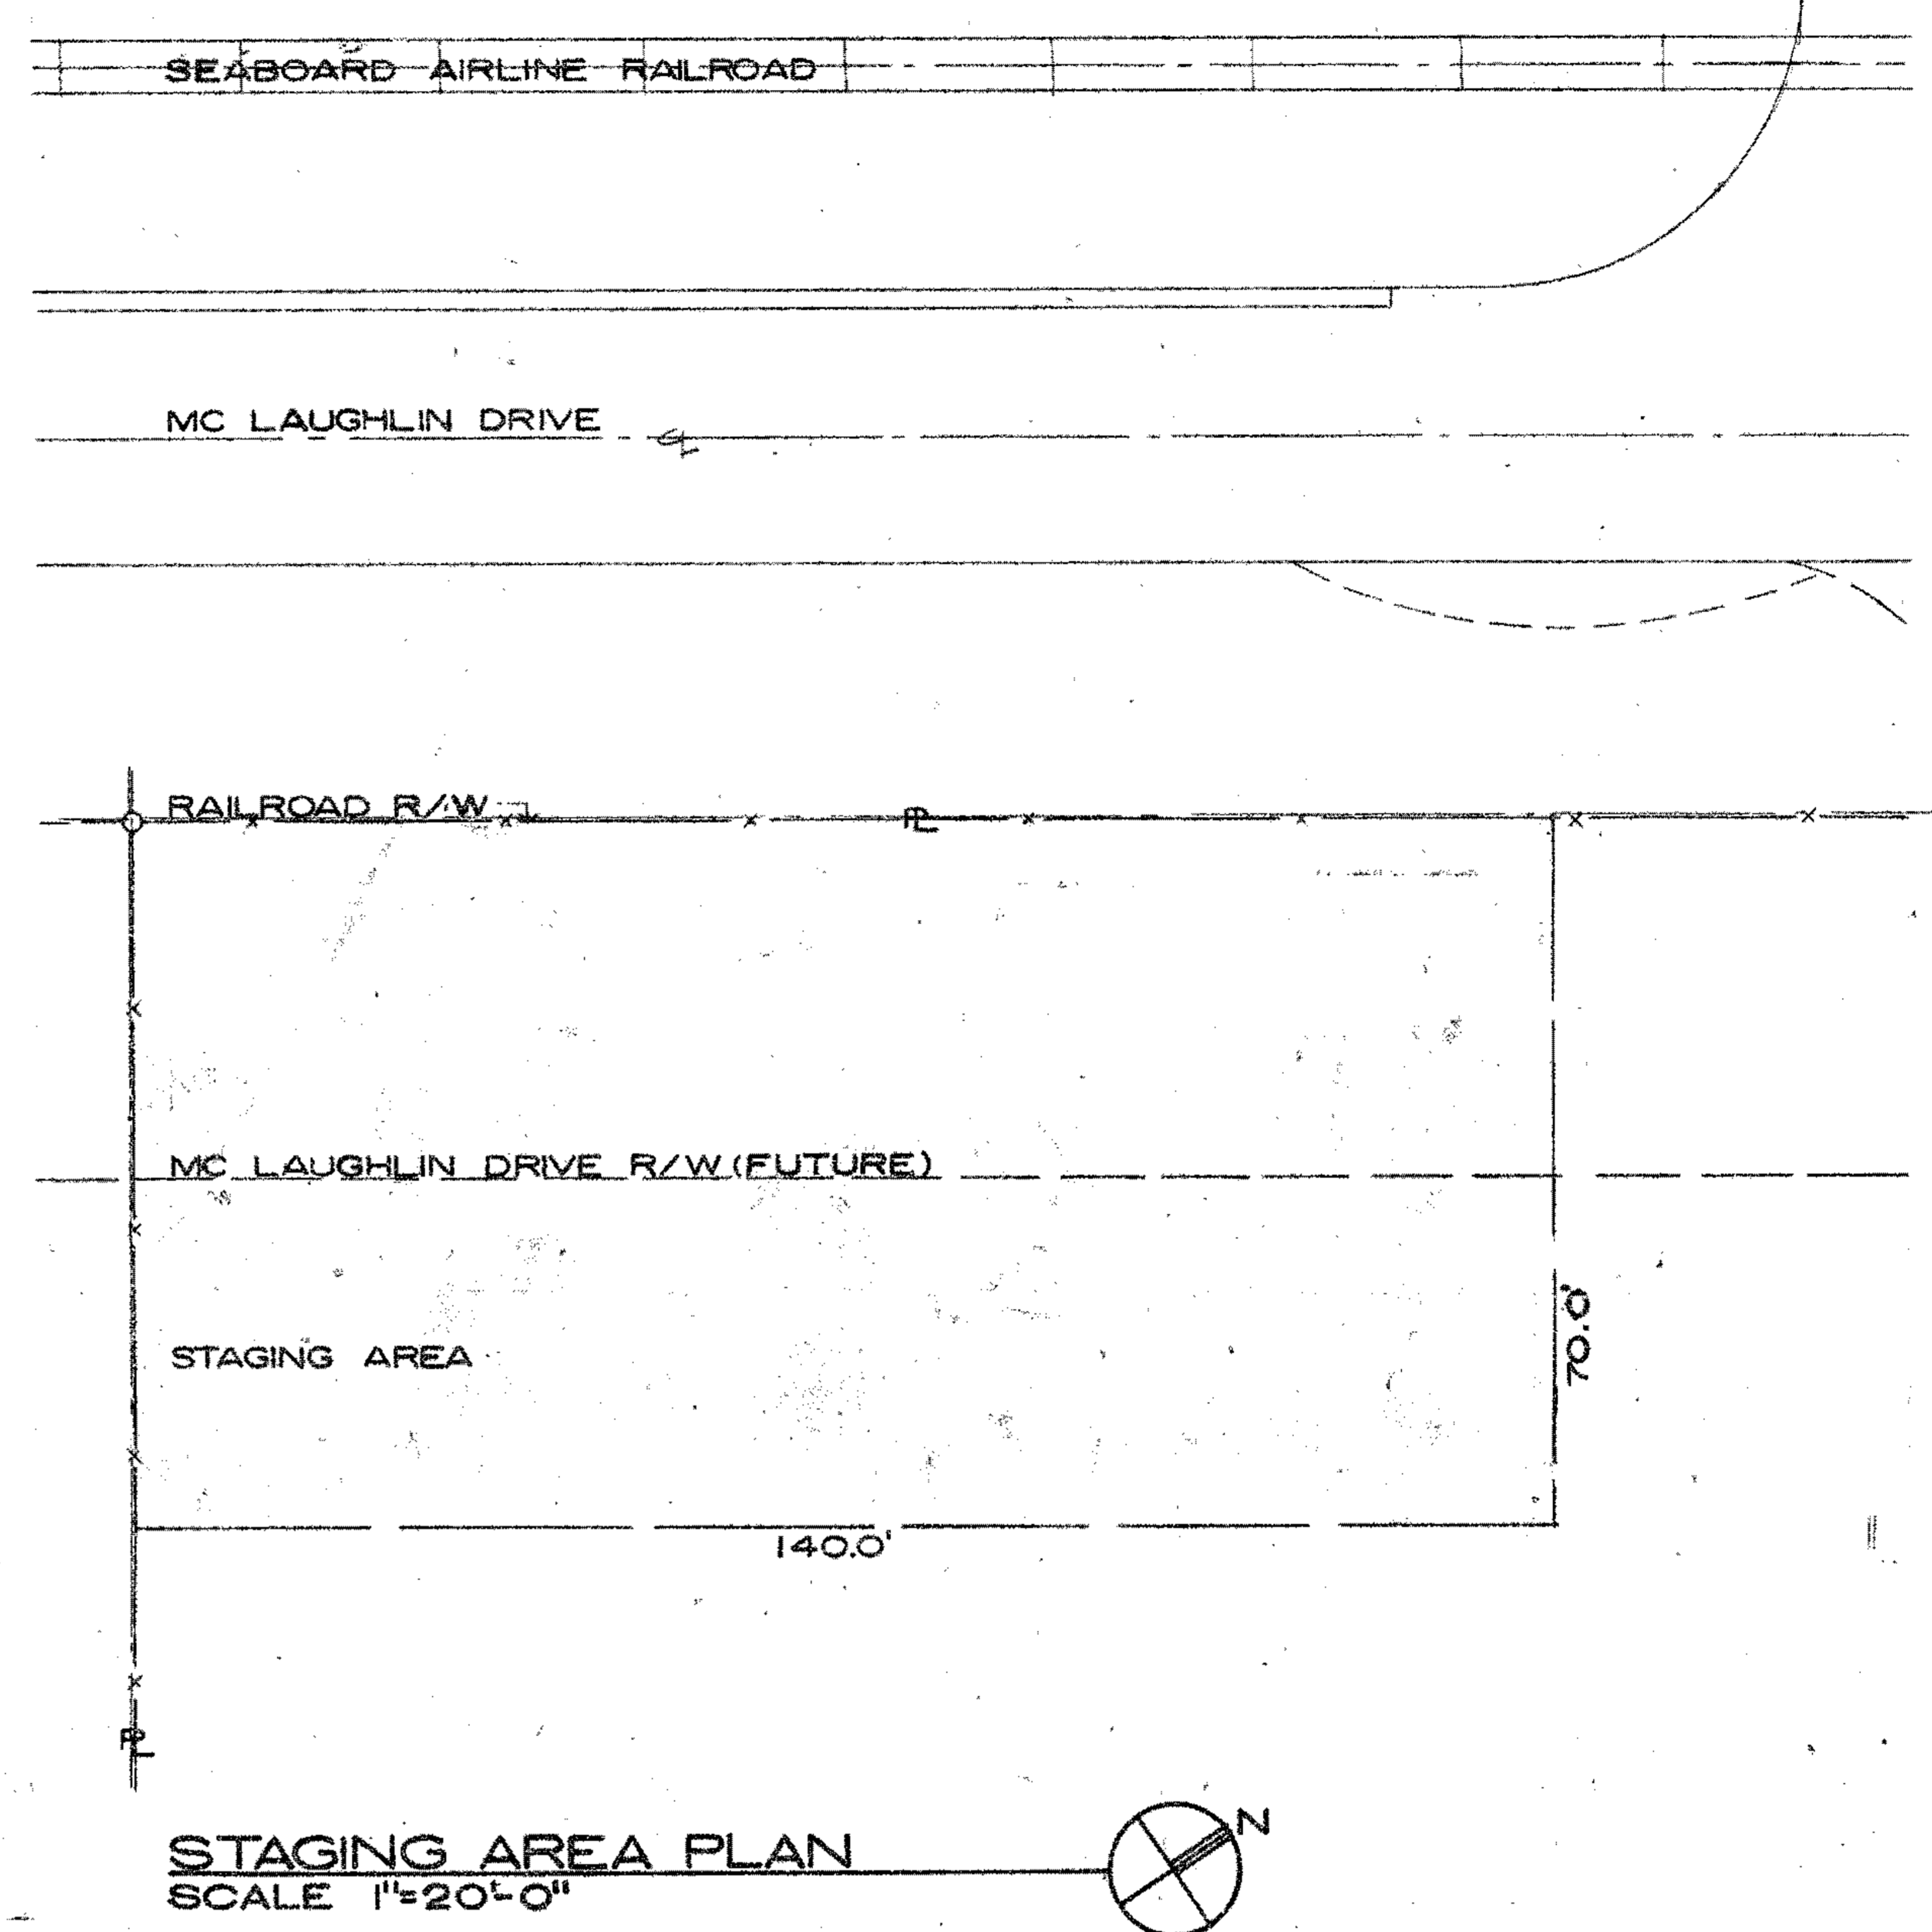 SEABOARD AIRLINE RAILROAD
MC LAUGHLIN DRIVE
CL
RAILROAD R/W
PL
MC LAUGHLIN DRIVE R/W (FUTURE)
70.0'
STAGING AREA
140.0'
PL
N
STAGING AREA PLAN
SCALE 1"=20'-0"